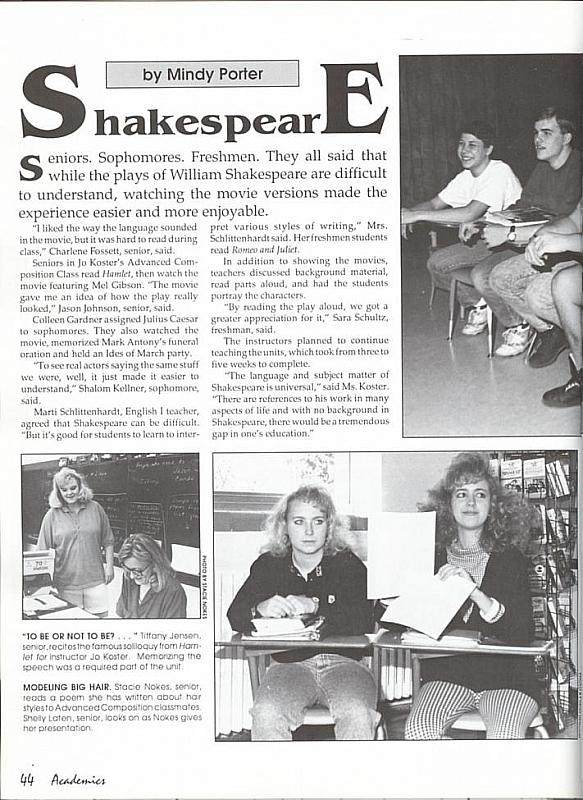 by Mindy Porter
ShakespearE
Seniors. Sophomores. Freshmen. They all said that
while the plays of William Shakespeare are difficult
to understand, watching the movie versions made the
experience easier and more enjoyable.
"I liked the way the language sounded
in the movie, but it was hard to read during
class," Charlene Fossett, senior, said.
Seniors in Jo Koster's Advanced Com-
position Class read Hamlet, then watch the
movie featuring Mel Gibson. "The movie
gave me an idea of how the play really
looked," Jason Johnson, senior, said.
Colleen Gardner assigned Julius Caesar
to sophomores. They also watched the
movie, memorized Mark Antony's funeral
oration and held an Ides of March party.
"To see real actors saying the same stuff
we were, well, it just made it easier to
understand," Shalom Kellner, sophomore,
said.
Marti Schlittenhardt, English I teacher,
agreed that Shakespeare can be difficult.
"But it's good for students to learn to inter-
pret various styles of writing," Mrs.
Schlittenhardt said. Her freshmen students
read Romeo and Juliet.
In addition to showing the movies,
teachers discussed background material,
read parts aloud, and had the students
portray the characters.
"By reading the play aloud, we got a
greater appreciation for it," Sara Schultz,
freshman, said.
The instructors planned to continue
teaching the units, which took from three to
five weeks to complete.
"The language and subject matter of
Shakespeare is universal," said Ms. Koster.
"There are references to his work in many
aspects of life and with no background in
Shakespeare, there would be a tremendous
gap in one's education."
PHOTO BY STACIE NOKES
"TO BE OR NOT TO BE? . . . " Tiffany Jensen,
senior, recites the famous soliloquy from Ham-
let for instructor Jo Koster. Memorizing the
speech was a required part of the unit.
MODELING BIG HAIR. Stacie Nokes, senior,
reads a poem she has written about hair
styles to Advanced Composition classmates.
Shelly Laten, senior, looks on as Nokes gives
her presentation.
44 Academics